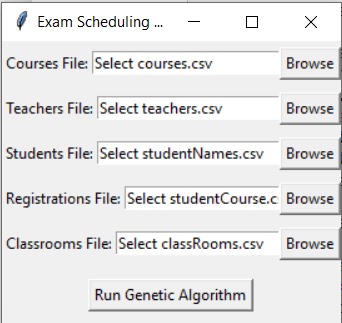 Exam Scheduling ...
Courses File: Select courses.csv Browse
Teachers File: Select teachers.csv Browse
Students File: Select studentNames.csv Browse
Registrations File: Select studentCourse.c Browse
Classrooms File: Select classRooms.csv Browse
Run Genetic Algorithm